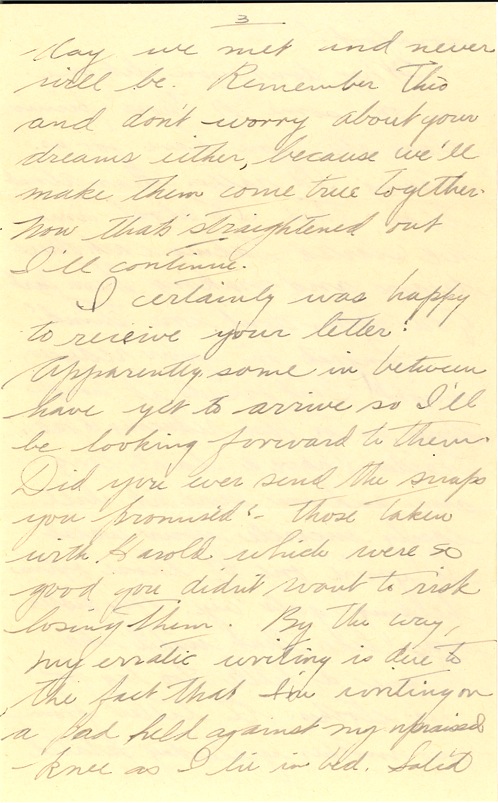 3
day we met and never
will be. Remember this
and don't worry about your
dreams either, because we'll
make them come true together.
Now that's straightened out
I'll continue.
I certainly was happy
to receive your letter.
Apparently some in between
have yet to arrive so I'll
be looking forward to them.
Did you ever send the snaps
you promised - those taken
with Harold which were so
good you didn't want to risk
losing them. By the way,
my erratic writing is due to
the fact that I'm writing on
a pad held against my upraised
knee as I lie in bed. Salid